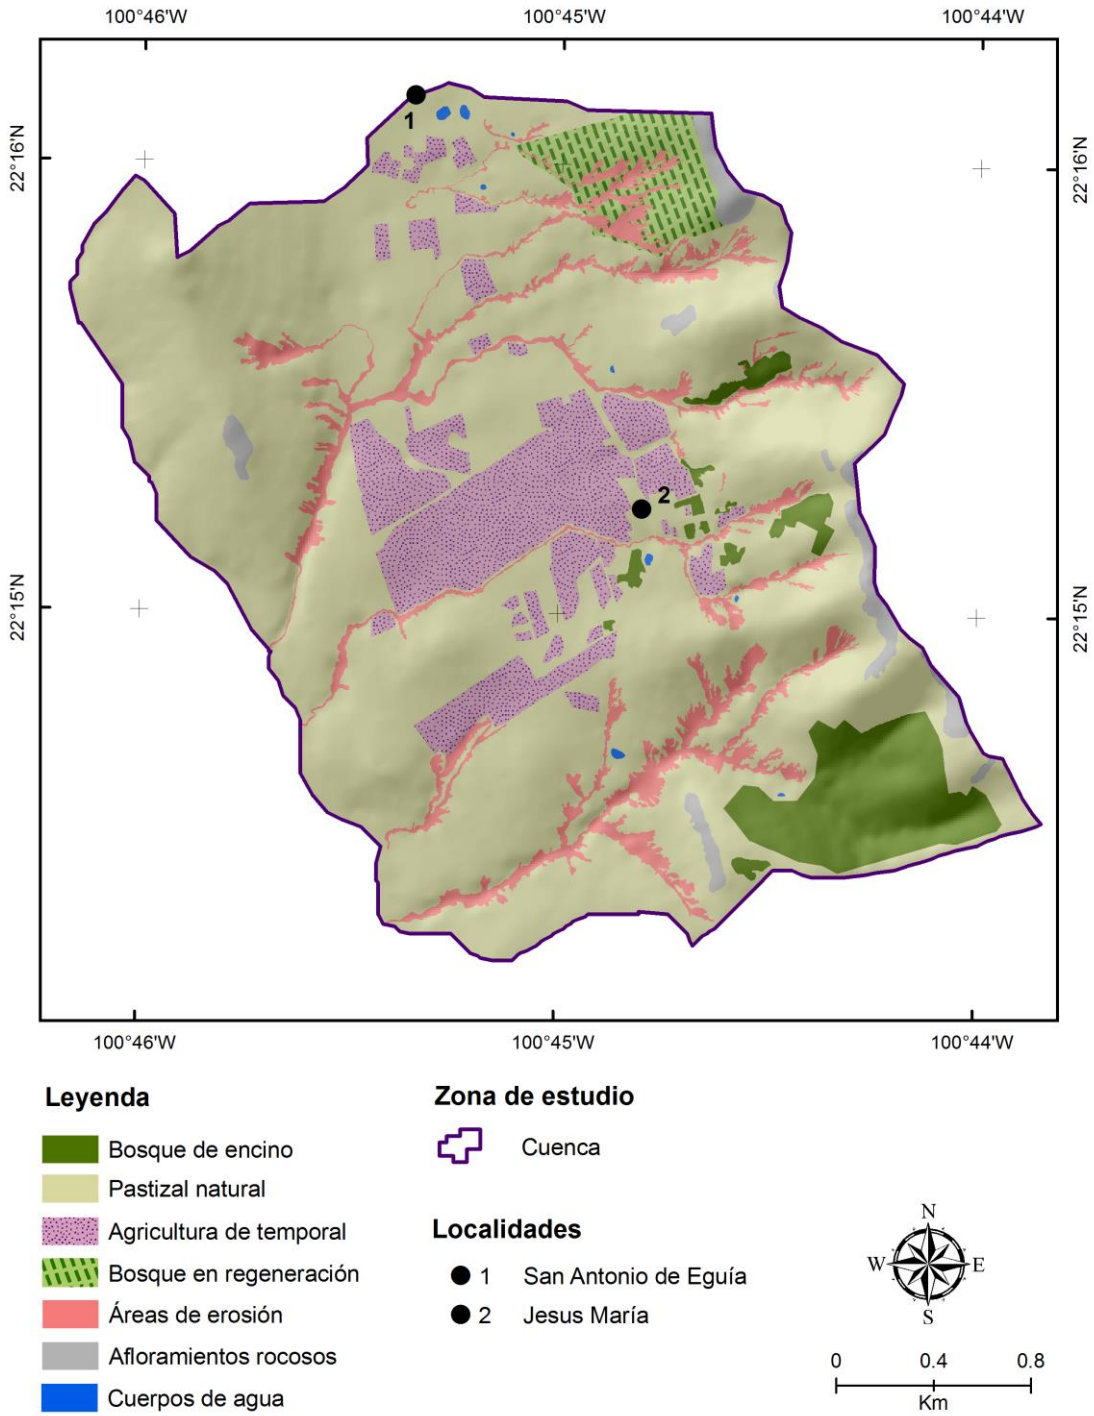 100°46'W 100°45'W 100°44'W
22°16'N 22°16'N
1
2
22°15'N 22°15'N
100°46'W 100°45'W 100°44'W
Leyenda
Bosque de encino
Pastizal natural
Agricultura de temporal
Bosque en regeneración
Áreas de erosión
Afloramientos rocosos
Cuerpos de agua
Zona de estudio
Cuenca
Localidades
1 San Antonio de Eguía
2 Jesus María
N
W E
S
0 0.4 0.8
Km